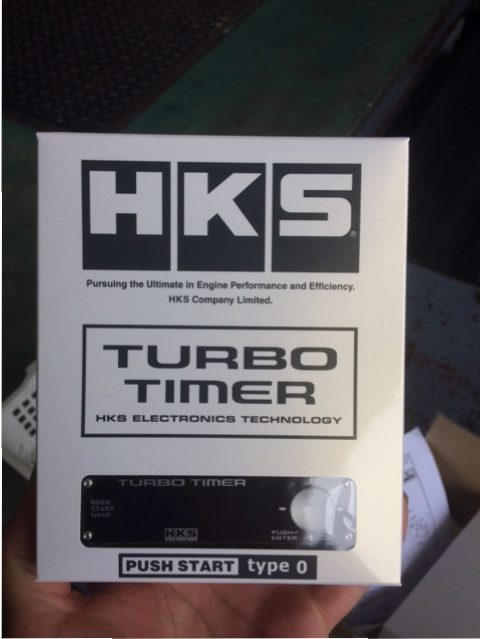 HKS®
Pursuing the Ultimate in Engine Performance and Efficiency.
HKS Company Limited.
TURBO
TIMER
HKS ELECTRONICS TECHNOLOGY
TURBO TIMER
PUSH
START
type0
-
HKS
PUSH/
ENTER
PUSH START type 0